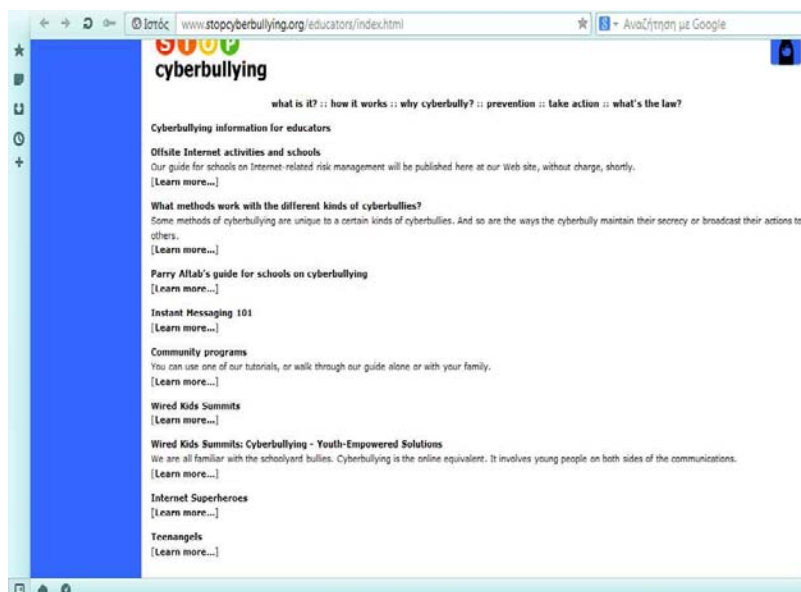 Ιστός www.stopcyberbullying.org/educators/index.html Αναζήτηση με Google
STOP
cyberbullying
what is it? :: how it works :: why cyberbully? :: prevention :: take action :: what's the law?
Cyberbullying information for educators
Offsite Internet activities and schools
Our guide for schools on Internet-related risk management will be published here at our Web site, without charge, shortly.
[Learn more...]
What methods work with the different kinds of cyberbullies?
Some methods of cyberbullying are unique to a certain kinds of cyberbullies. And so are the ways the cyberbully maintain their secrecy or broadcast their actions to
others.
[Learn more...]
Parry Aftab's guide for schools on cyberbullying
[Learn more...]
Instant Messaging 101
[Learn more...]
Community programs
You can use one of our tutorials, or walk through our guide alone or with your family.
[Learn more...]
Wired Kids Summits
[Learn more...]
Wired Kids Summits: Cyberbullying - Youth-Empowered Solutions
We are all familiar with the schoolyard bullies. Cyberbullying is the online equivalent. It involves young people on both sides of the communications.
[Learn more...]
Internet Superheroes
[Learn more...]
Teenangels
[Learn more...]